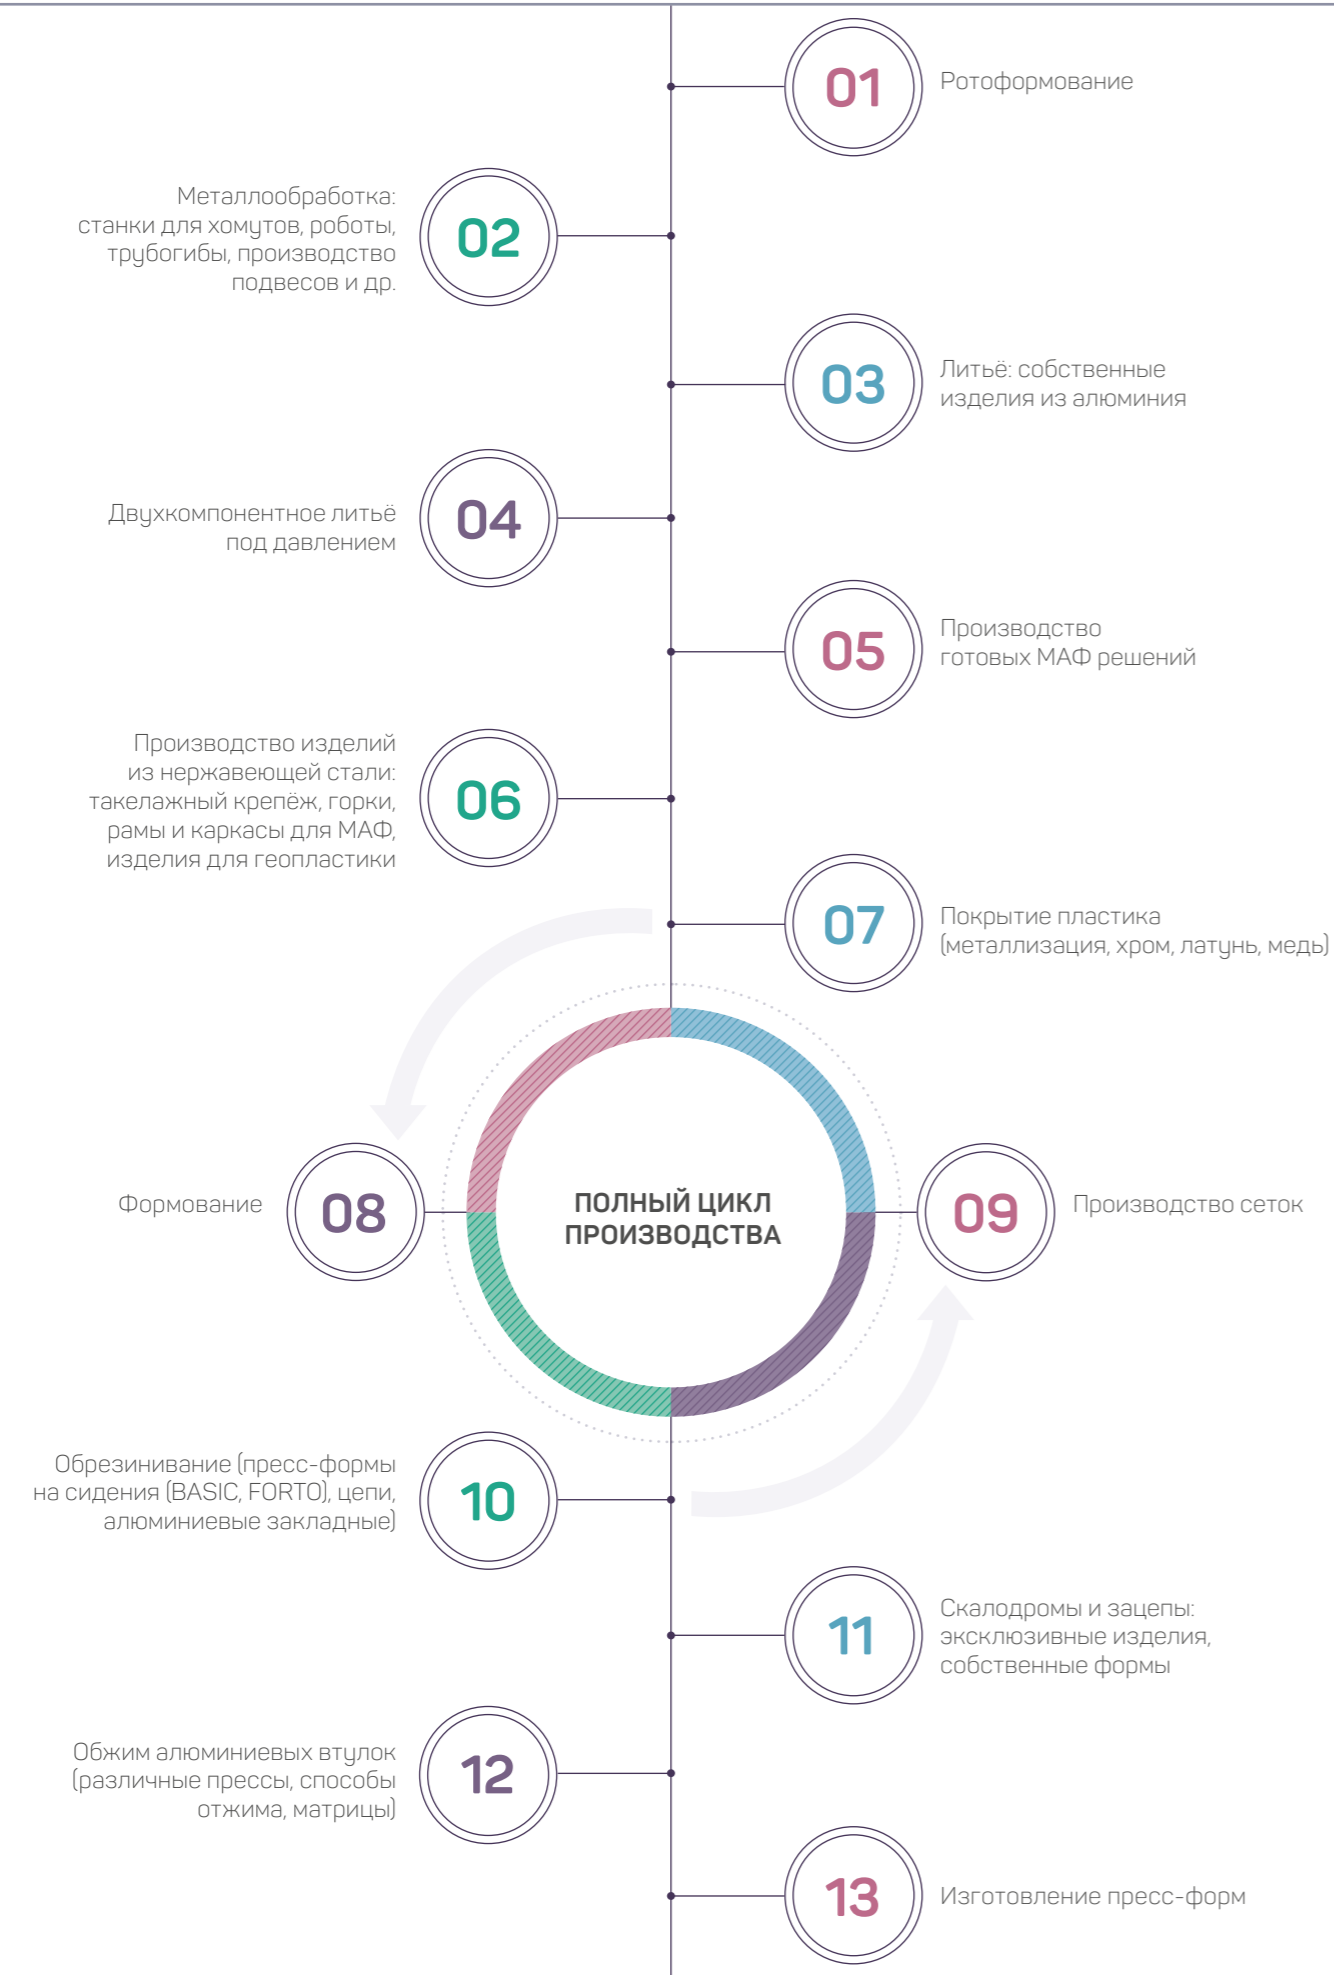 01
Ротоформование
02
Металлообработка:
станки для хомутов, роботы,
трубогибы, производство
подвесов и др.
03
Литьё: собственные
изделия из алюминия
04
Двухкомпонентное литьё
под давлением
05
Производство
готовых МАФ решений
06
Производство изделий
из нержавеющей стали:
такелажный крепёж, горки,
рамы и каркасы для МАФ,
изделия для геопластики
07
Покрытие пластика
(металлизация, хром, латунь, медь)
ПОЛНЫЙ ЦИКЛ
ПРОИЗВОДСТВА
08
Формование
09
Производство сеток
10
Обрезинивание (пресс-формы
на сидения (BASIC, FORTO), цепи,
алюминиевые закладные)
11
Скалодромы и зацепы:
эксклюзивные изделия,
собственные формы
12
Обжим алюминиевых втулок
(различные прессы, способы
отжима, матрицы)
13
Изготовление пресс-форм